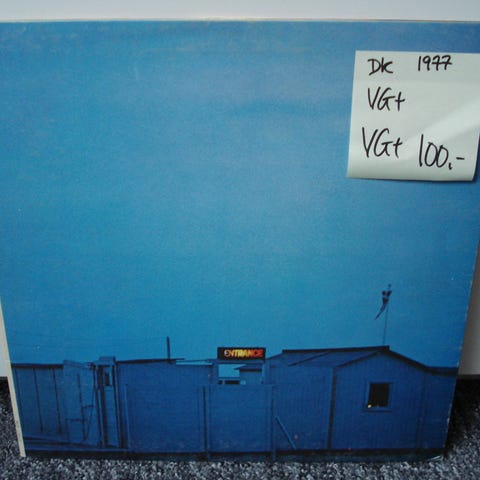 DK 1977
VG+
VG+ 100,-
ENTRANCE